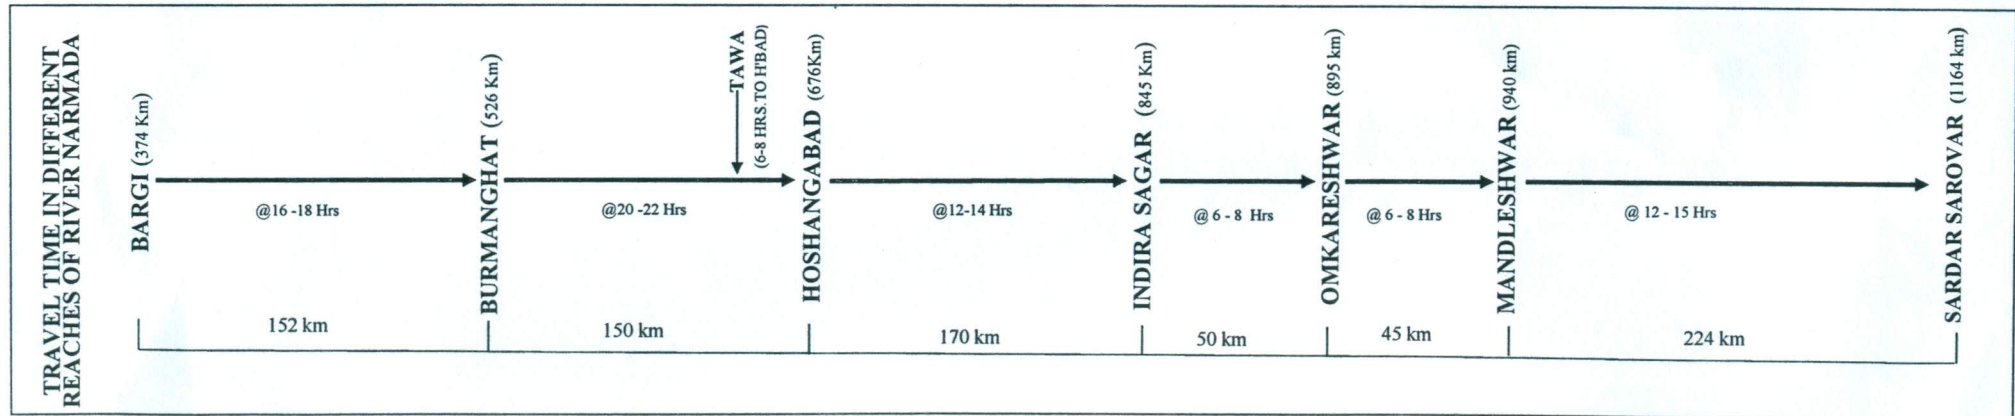 TRAVEL TIME IN DIFFERENT
REACHES OF RIVER NARMADA
BARGI (374 Km)
@16 -18 Hrs
BURMANGHAT (526 Km)
@20 -22 Hrs
TAWA
(6-8 HRS.TO H'BAD)
HOSHANGABAD (676Km)
@12-14 Hrs
INDIRA SAGAR (845 Km)
@ 6 - 8 Hrs
OMKARESHWAR (895 km)
@ 6 - 8 Hrs
MANDLESHWAR (940 km)
@ 12 - 15 Hrs
SARDAR SAROVAR (1164 km)
152 km
150 km
170 km
50 km
45 km
224 km